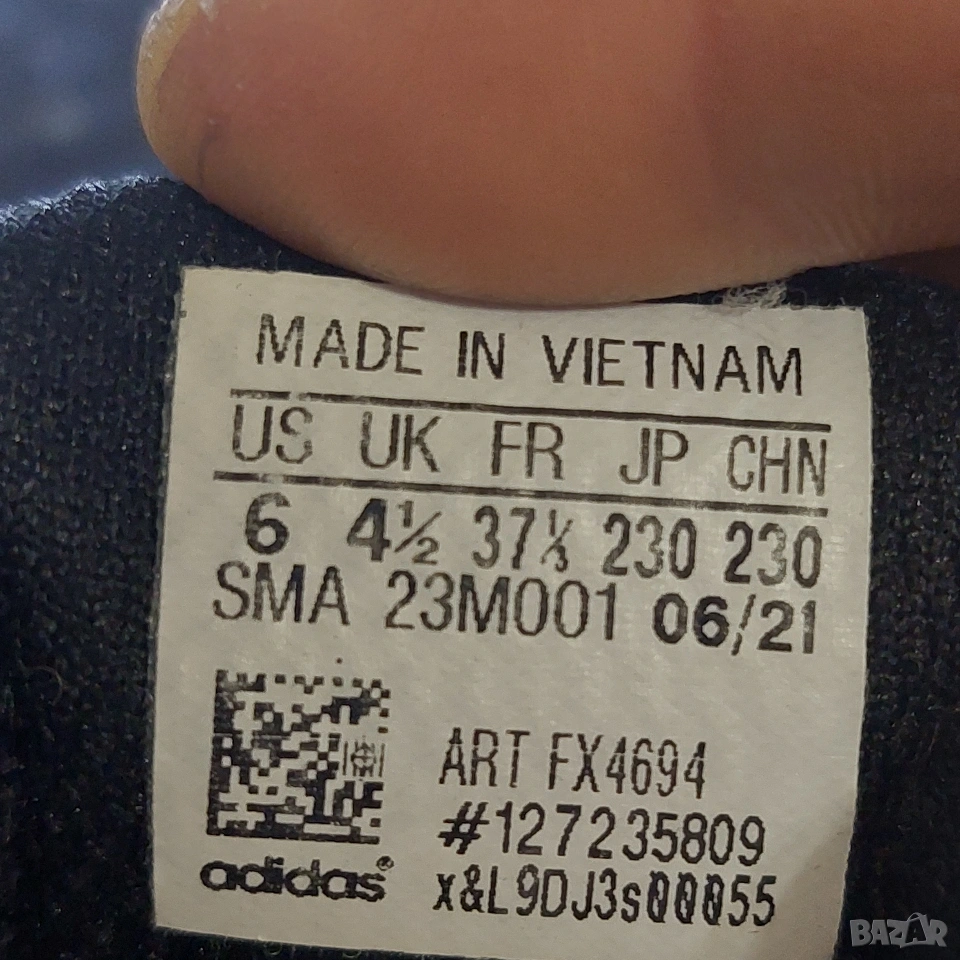 MADE IN VIETNAM
US UK FR JP CHN
6 4½ 37⅓ 230 230
SMA 23M001 06/21
ART FX4694
#127235809
adidas®
x&L9DJ3s00055
BAZAR